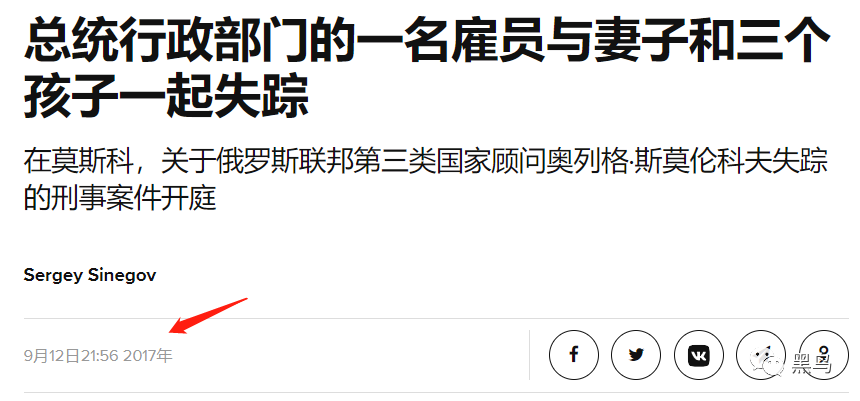 总统行政部门的一名雇员与妻子和三个
孩子一起失踪
在莫斯科，关于俄罗斯联邦第三类国家顾问奥列格·斯莫伦科夫失踪
的刑事案件开庭
Sergey Sinegov
9月12日21:56 2017年
黑鸟